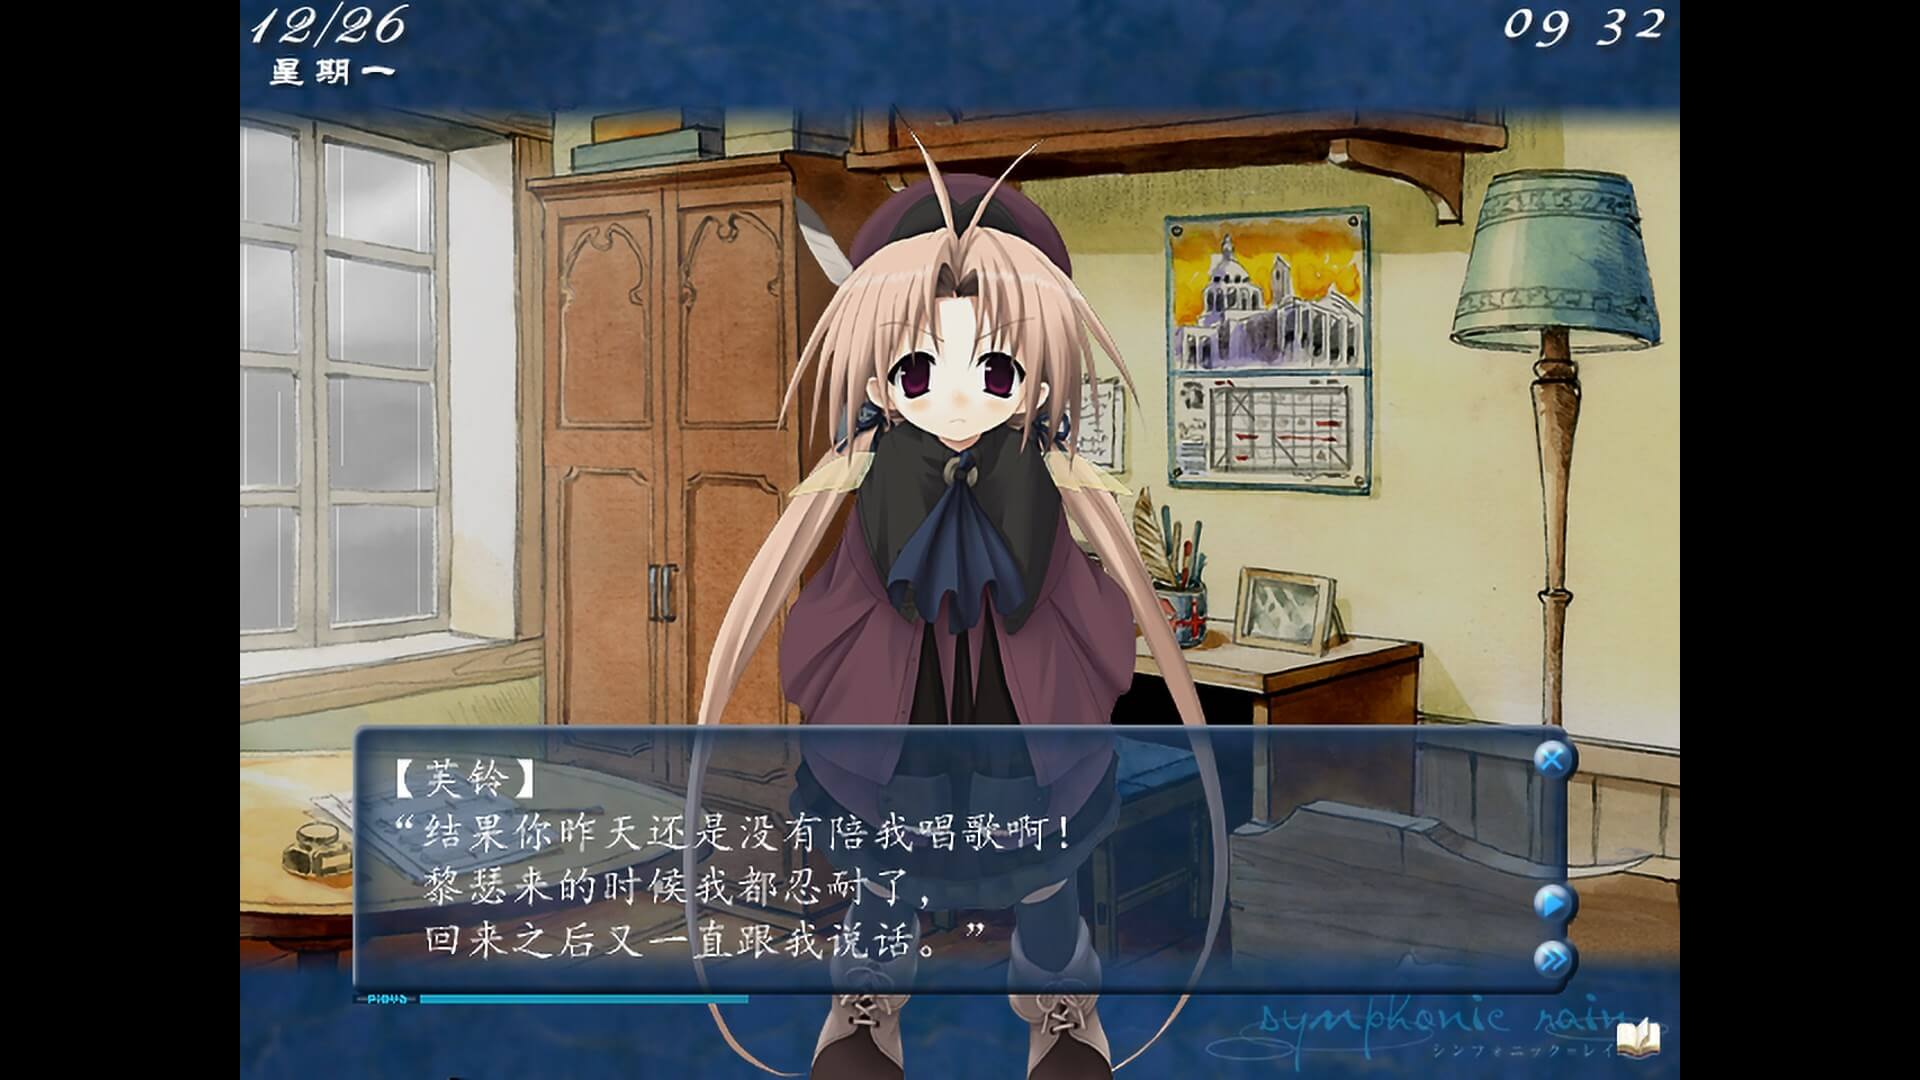 12/26
星期一
09 32
【芙铃】
“结果你昨天还是没有陪我唱歌啊！
黎瑟来的时候我都忍耐了，
回来之后又一直跟我说话。”
PIOVS
symphonic rain
シンフォニック=レイン